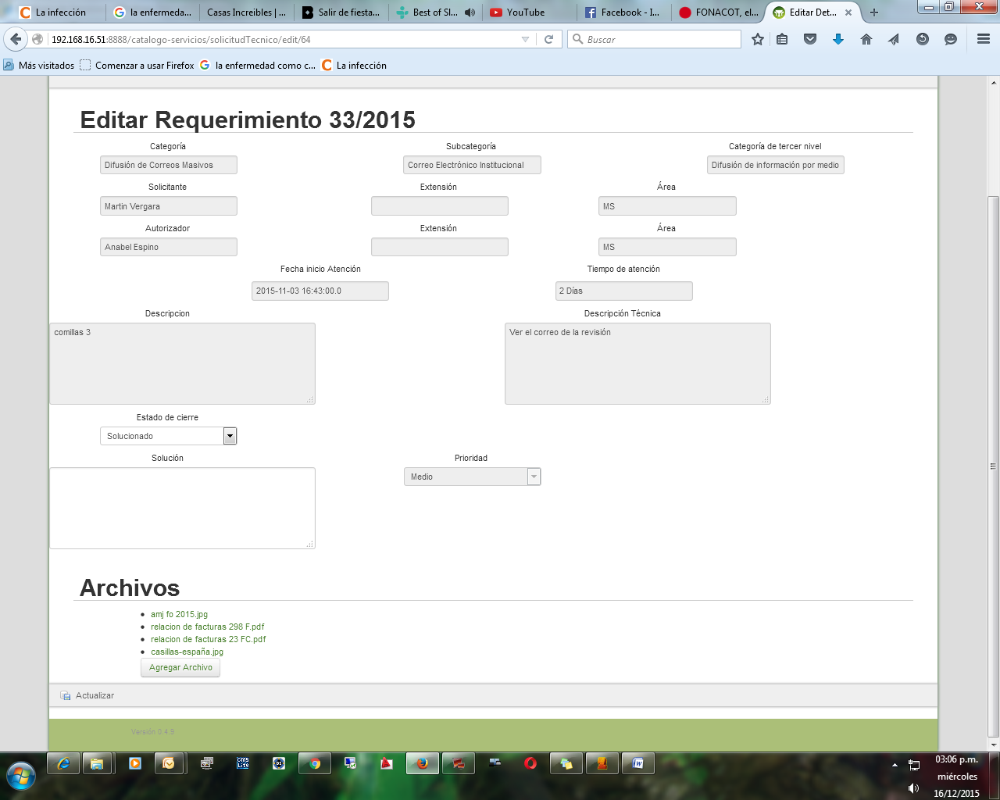 La infección
la enfermeda...
Casas Increibles | ...
Salir de fiesta...
Best of Sl...
YouTube
Facebook - I...
FONACOT, el...
Editar Det...
192.168.16.51:8888/catalogo-servicios/solicitudTecnico/edit/64
Buscar
Más visitados
Comenzar a usar Firefox
la enfermedad como c...
La infección
Editar Requerimiento 33/2015
Categoría
Subcategoría
Categoría de tercer nivel
Difusión de Correos Masivos
Correo Electrónico Institucional
Difusión de información por medio
Solicitante
Extensión
Área
Martin Vergara
MS
Autorizador
Extensión
Área
Anabel Espino
MS
Fecha inicio Atención
Tiempo de atención
2015-11-03 16:43:00.0
2 Días
Descripcion
Descripción Técnica
comillas 3
Ver el correo de la revisión
Estado de cierre
Solucionado
Solución
Prioridad
Medio
Archivos
amj fo 2015.jpg
relacion de facturas 298 F.pdf
relacion de facturas 23 FC.pdf
casillas-españa.jpg
Agregar Archivo
Actualizar
Versión 0.4.9
CMS
Lite
03:06 p.m.
miércoles
16/12/2015